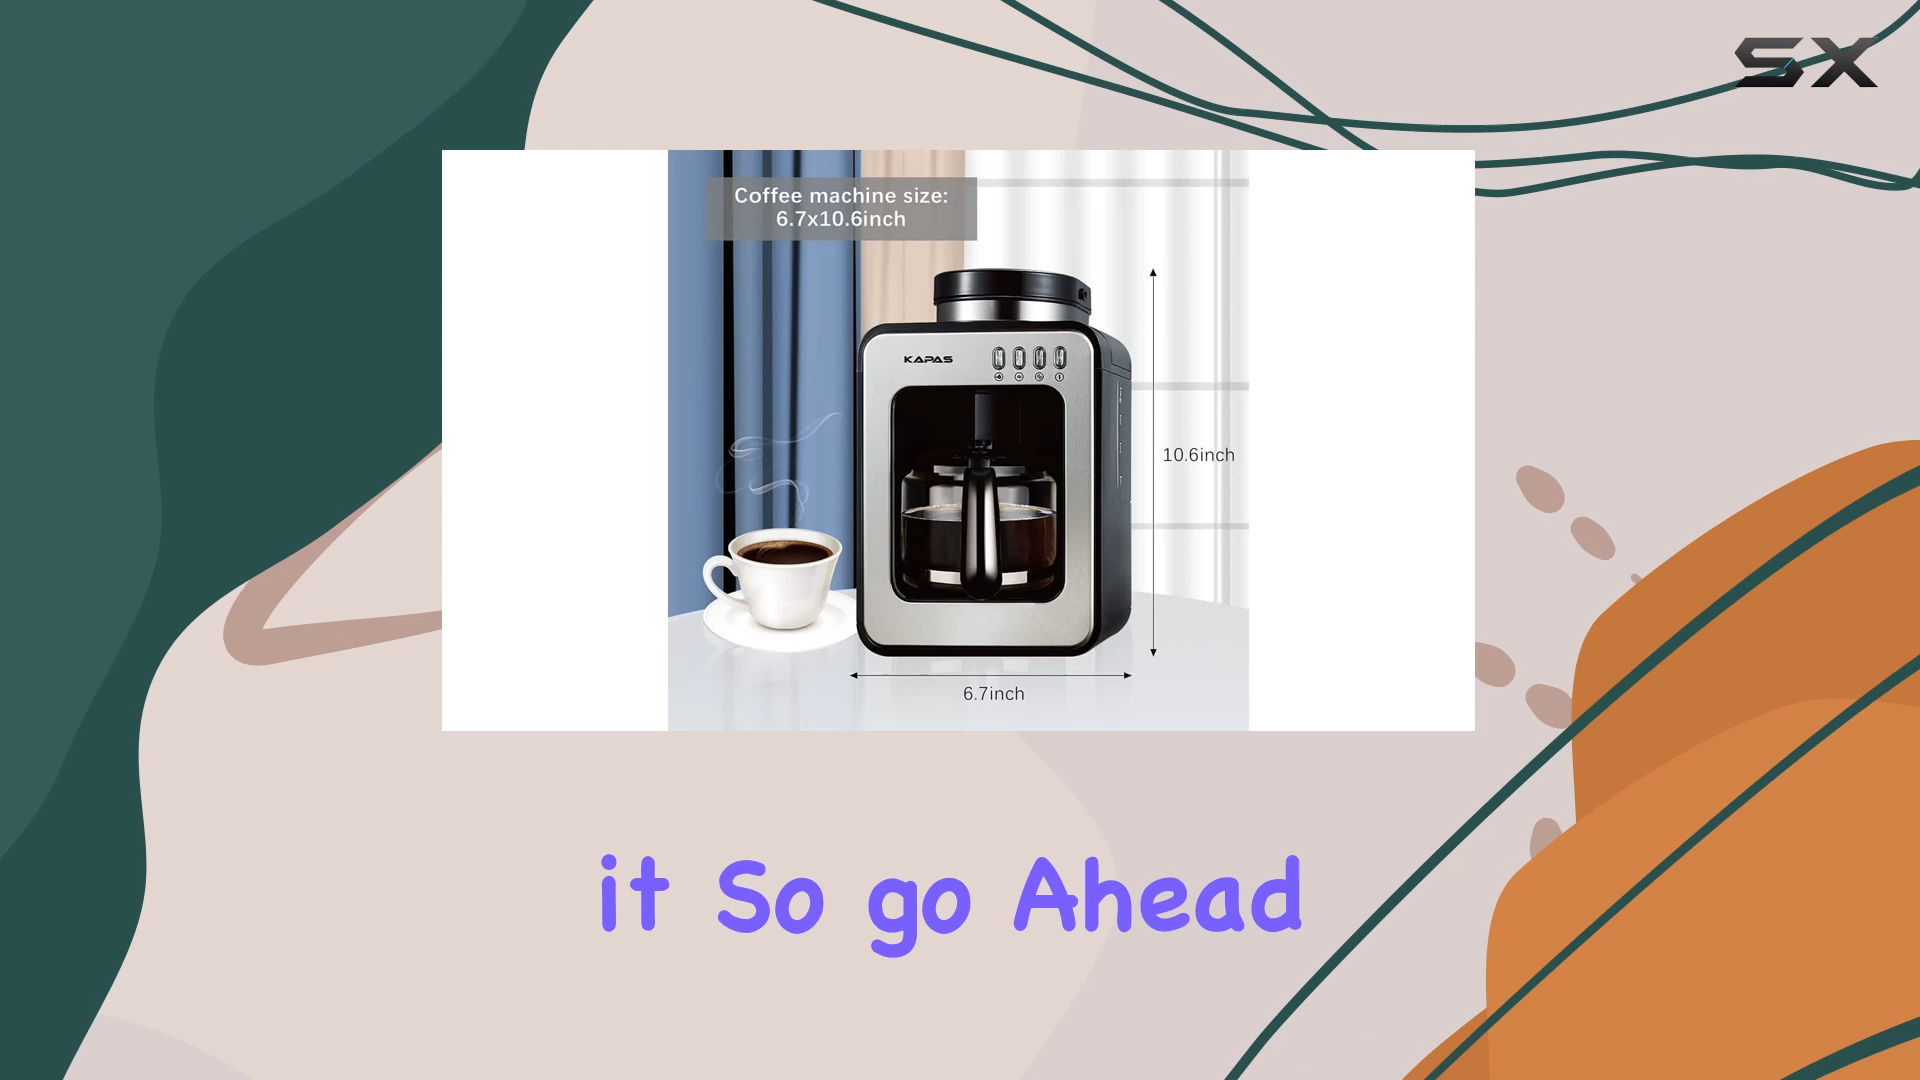 SX
Coffee machine size:
6.7x10.6inch
KAPAS
10.6inch
6.7inch
it So go Ahead